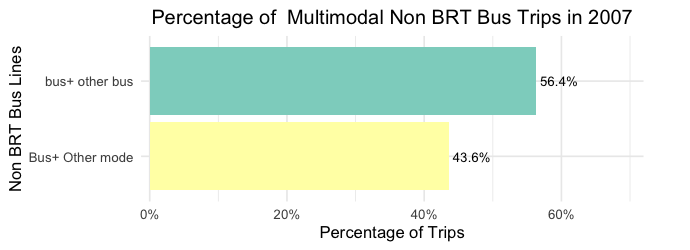 Percentage of  Multimodal Non BRT Bus Trips in 2007
Non BRT Bus Lines
bus+ other bus
56.4%
Bus+ Other mode
43.6%
0%
20%
40%
60%
Percentage of Trips